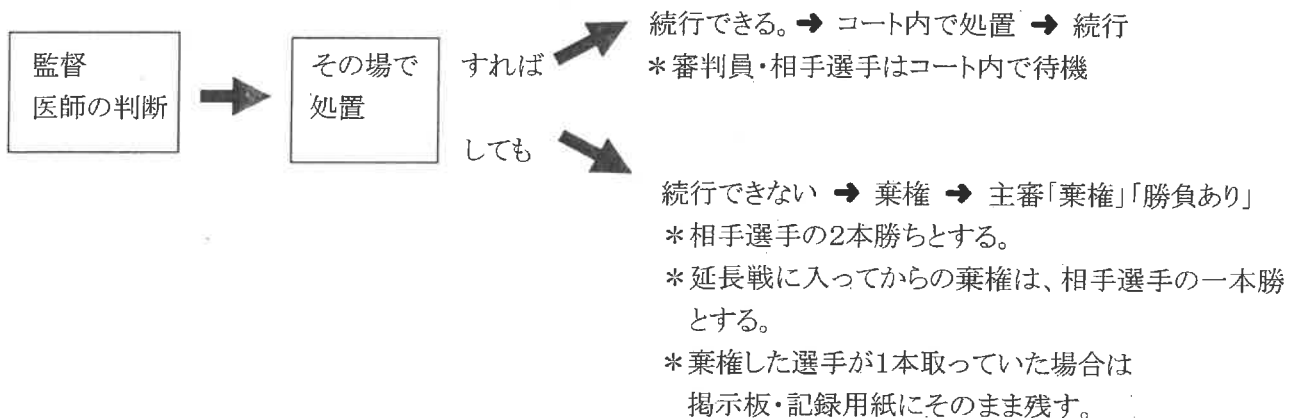 続行できる。➔ コート内で処置 ➔ 続行
＊審判員・相手選手はコート内で待機
監督
医師の判断
その場で
処置
すれば
しても
続行できない ➔ 棄権 ➔ 主審「棄権」「勝負あり」
＊相手選手の2本勝ちとする。
＊延長戦に入ってからの棄権は、相手選手の一本勝
とする。
＊棄権した選手が1本取っていた場合は
掲示板・記録用紙にそのまま残す。